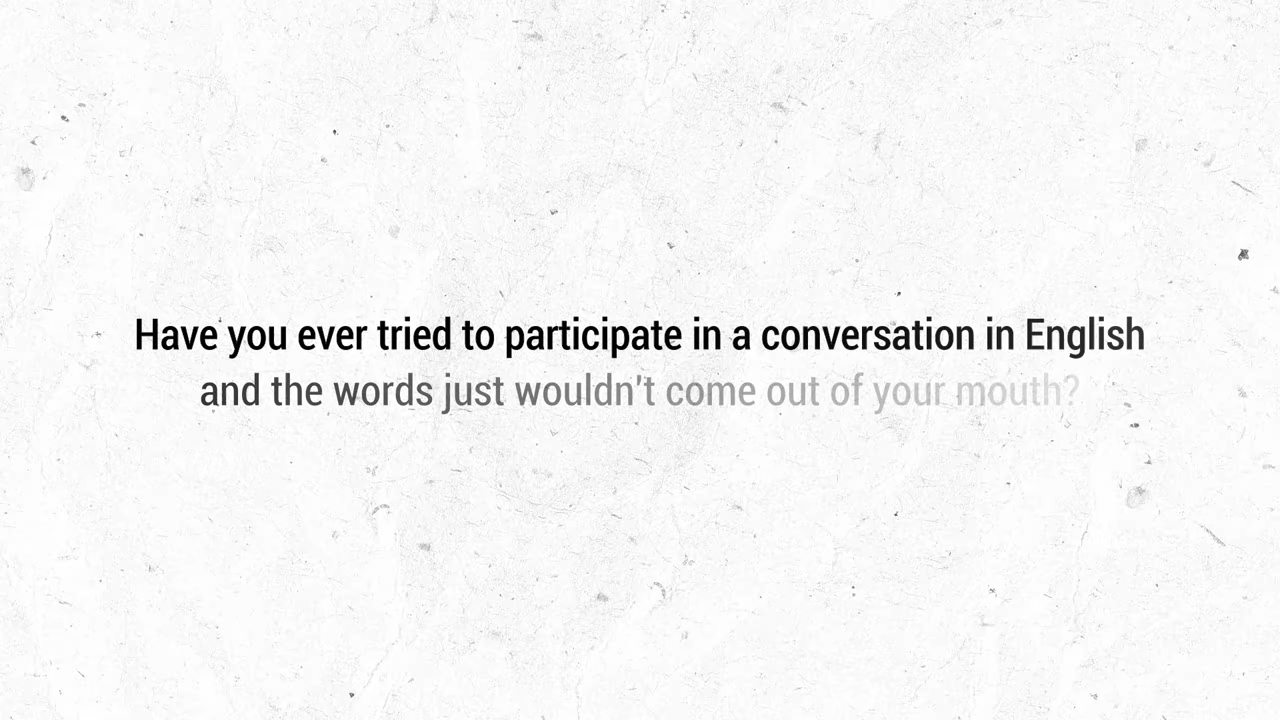 Have you ever tried to participate in a conversation in English
and the words just wouldn't come out of your mouth?